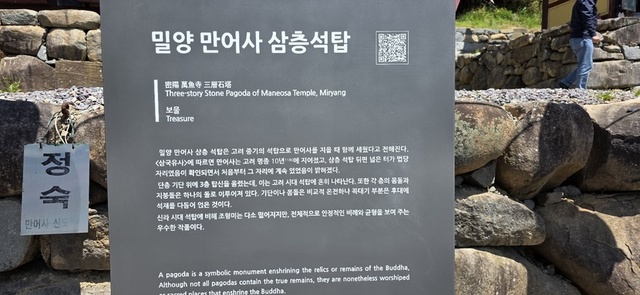 밀양 만어사 삼층석탑
密陽 萬魚寺 三層石塔
Three-story Stone Pagoda of Maneosa Temple, Miryang
보물
Treasure
밀양 만어사 삼층 석탑은 고려 중기의 석탑으로 만어사를 지을 때 함께 세웠다고 전해진다.
《삼국유사》에 따르면 만어사는 고려 명종 10년에 지어졌고, 삼층 석탑 뒤편 넓은 터가 법당
자리였음이 확인되면서 처음부터 그 자리에 계속 있었음이 밝혀졌다.
단층 기단 위에 3층 탑신을 올렸는데, 이는 고려 시대 석탑에 흔히 나타난다. 또한 각 층의 몸돌과
지붕돌은 하나의 돌로 이루어져 있다. 기단이나 몸돌은 비교적 온전하나 꼭대기 부분은 후대에
석재를 다듬어 얹은 것이다.
신라 시대 석탑에 비해 조형미는 다소 떨어지지만, 전체적으로 안정적인 비례와 균형을 보여 주는
우수한 작품이다.
A pagoda is a symbolic monument enshrining the relics or remains of the Buddha.
Although not all pagodas contain the true remains, they are nonetheless worshiped
as sacred places that enshrine the Buddha.
정
숙
만어사 신도